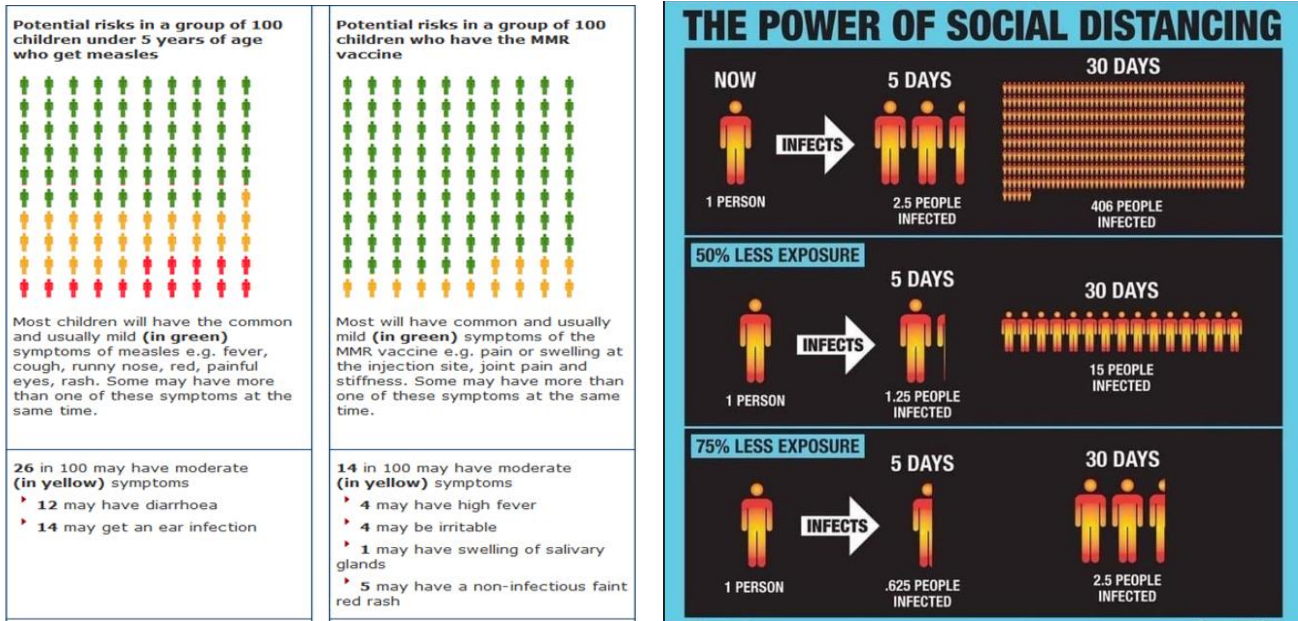 Potential risks in a group of 100
children under 5 years of age
who get measles
Most children will have the common
and usually mild (in green)
symptoms of measles e.g. fever,
cough, runny nose, red, painful
eyes, rash. Some may have more
than one of these symptoms at the
same time.
26 in 100 may have moderate
(in yellow) symptoms
12 may have diarrhoea
14 may get an ear infection
Potential risks in a group of 100
children who have the MMR
vaccine
Most will have common and usually
mild (in green) symptoms of the
MMR vaccine e.g. pain or swelling at
the injection site, joint pain and
stiffness. Some may have more than
one of these symptoms at the same
time.
14 in 100 may have moderate
(in yellow) symptoms
4 may have high fever
4 may be irritable
1 may have swelling of salivary
glands
5 may have a non-infectious faint
red rash
THE POWER OF SOCIAL DISTANCING
NOW
1 PERSON
INFECTS
5 DAYS
2.5 PEOPLE
INFECTED
30 DAYS
406 PEOPLE
INFECTED
50% LESS EXPOSURE
1 PERSON
INFECTS
5 DAYS
1.25 PEOPLE
INFECTED
30 DAYS
15 PEOPLE
INFECTED
75% LESS EXPOSURE
1 PERSON
INFECTS
5 DAYS
.625 PEOPLE
INFECTED
30 DAYS
2.5 PEOPLE
INFECTED